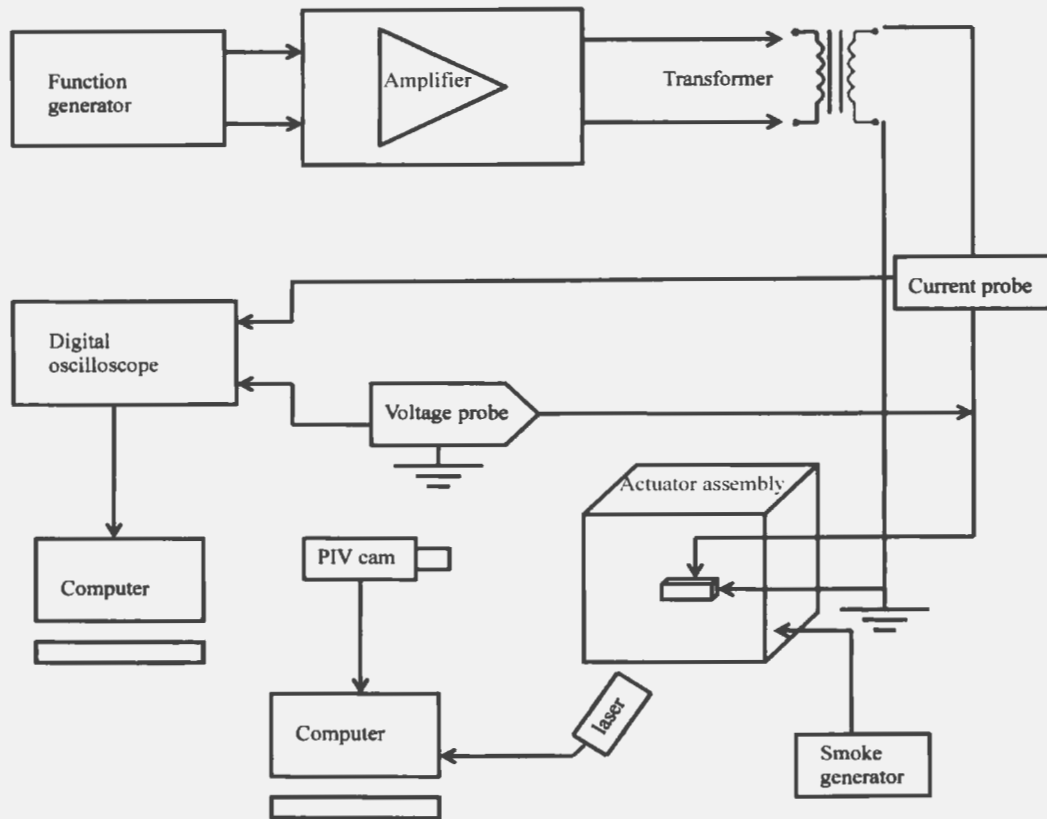 Function
generator
Amplifier
Transformer
Current probe
Digital
oscilloscope
Voltage probe
Actuator assembly
PIV cam
Computer
laser
Computer
Smoke
generator